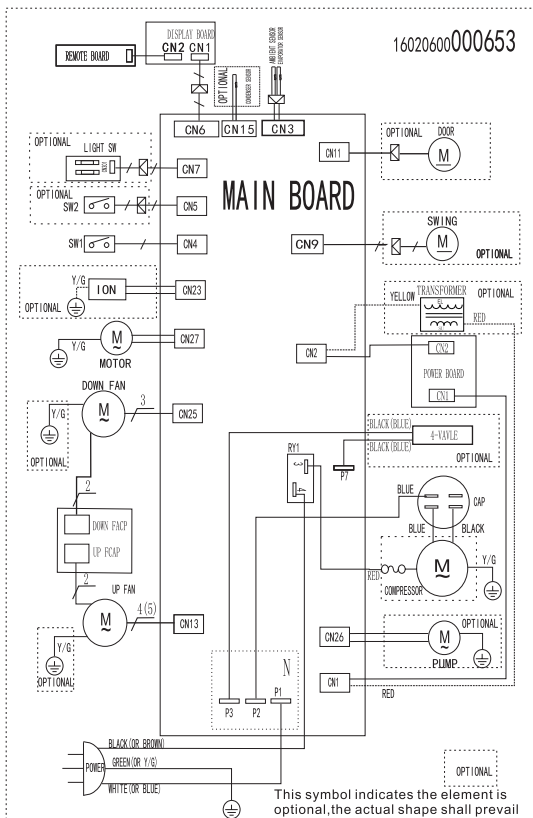 16020600000653
DISPLAY BOARD
CN2 CN1
REMOTE BOARD
OPTIONAL
CONDENSER SENSOR
AMBIENT SENSOR
EVAPERATOR SENSOR
CN6
CN15
CN3
OPTIONAL
LIGHT SW
CN7
OPTIONAL
SW2
CN5
SW1
CN4
Y/G
ION
OPTIONAL
CN23
M
~
Y/G
MOTOR
CN27
DOWN FAN
Y/G
M
~
3
CN25
OPTIONAL
2
DOWN FACP
UP FCAP
2
UP FAN
M
~
4(5)
CN13
Y/G
OPTIONAL
MAIN BOARD
CN11
OPTIONAL
DOOR
M
CN9
SWING
M
OPTIONAL
YELLOW
TRANSFORMER
OPTIONAL
RED
CN2
CN2
POWER BOARD
CN1
BLACK(BLUE)
BLACK(BLUE)
4-VAVLE
OPTIONAL
P7
RY1
3
4
BLUE
CAP
BLUE
BLACK
M
~
Y/G
RED
COMPRESSOR
CN26
OPTIONAL
M
~
PUMP
CN1
RED
N
P3
P2
P1
POWER
BLACK(OR BROWN)
GREEN(OR Y/G)
WHITE(OR BLUE)
OPTIONAL
This symbol indicates the element is
optional,the actual shape shall prevail